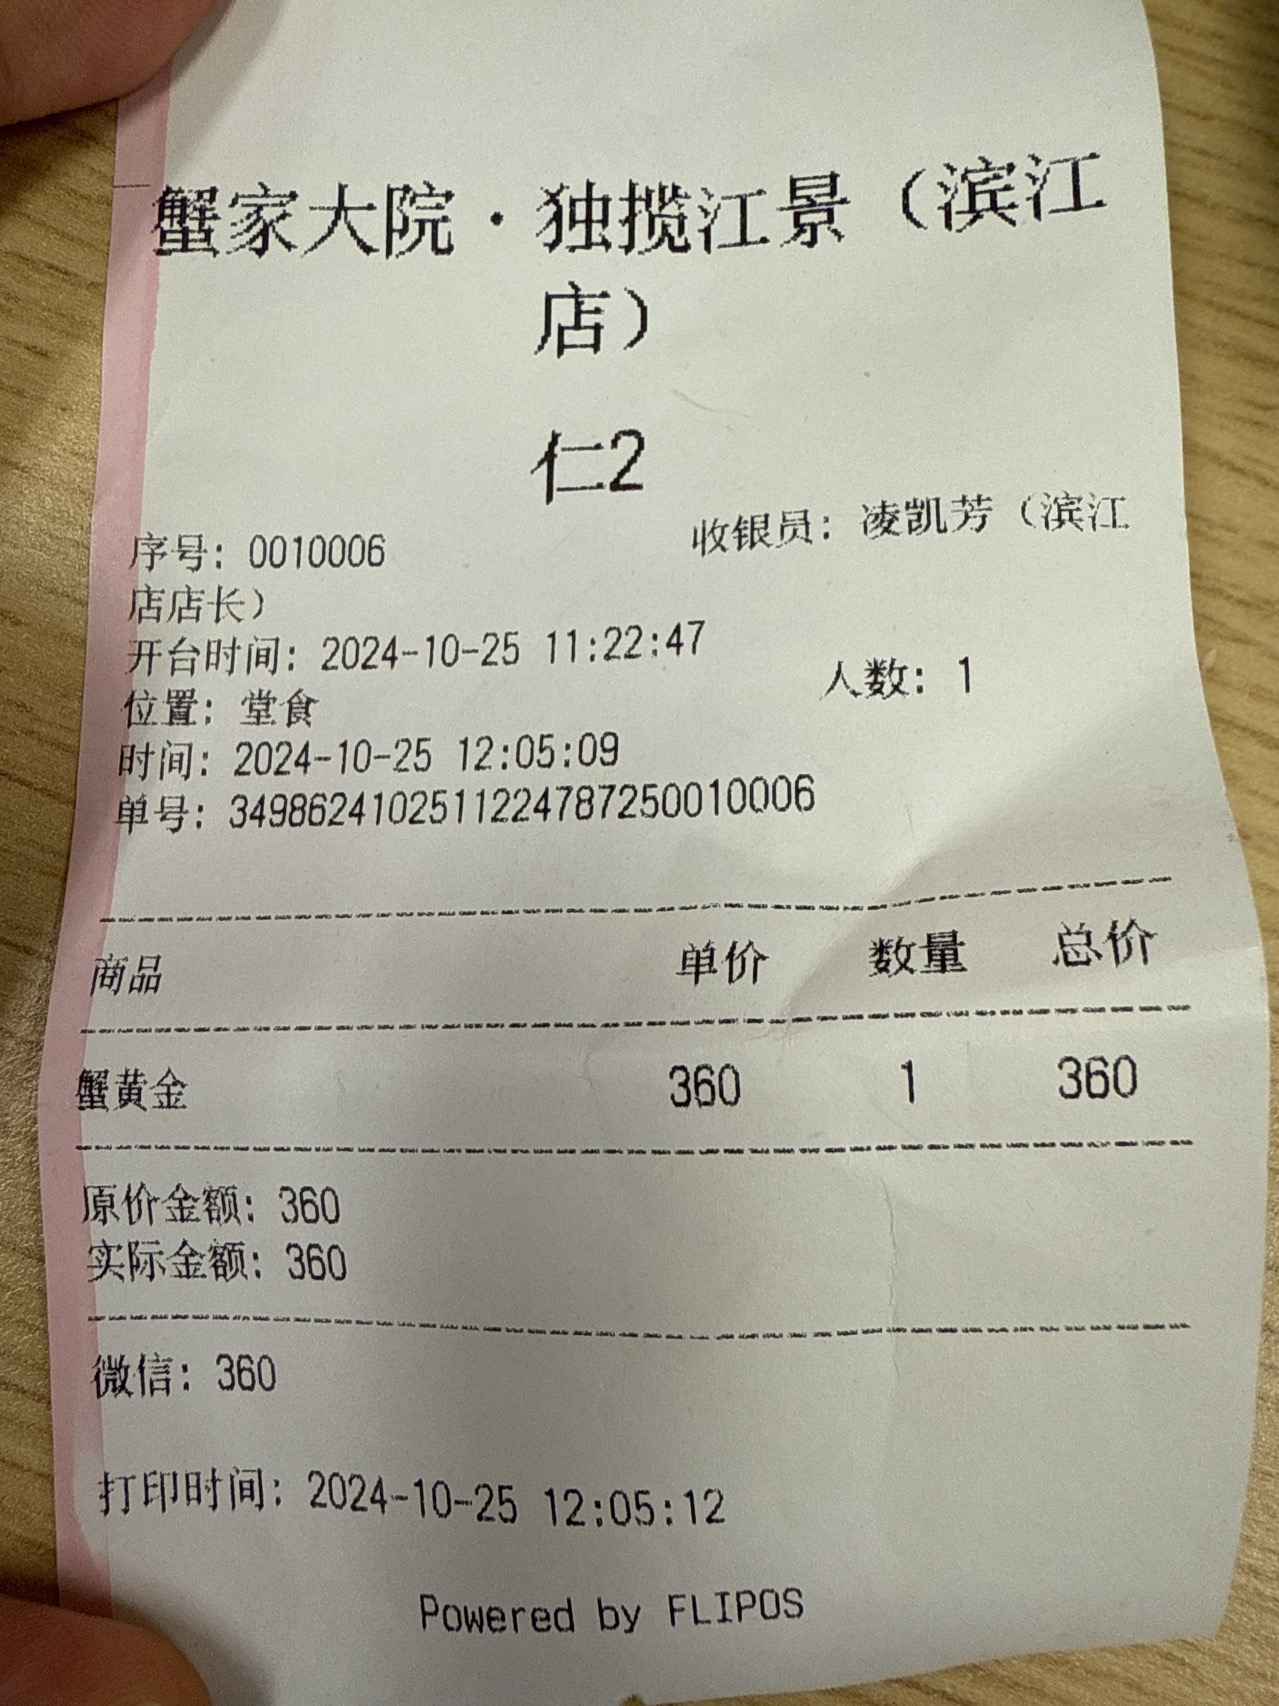 蟹家大院·独揽江景（滨江
店）
仁2
序号: 0010006 收银员: 凌凯芳（滨江
店店长）
开台时间: 2024-10-25 11:22:47
位置: 堂食 人数: 1
时间: 2024-10-25 12:05:09
单号: 3498624102511224787250010006
商品 单价 数量 总价
蟹黄金 360 1 360
原价金额: 360
实际金额: 360
微信: 360
打印时间: 2024-10-25 12:05:12
Powered by FLIPOS